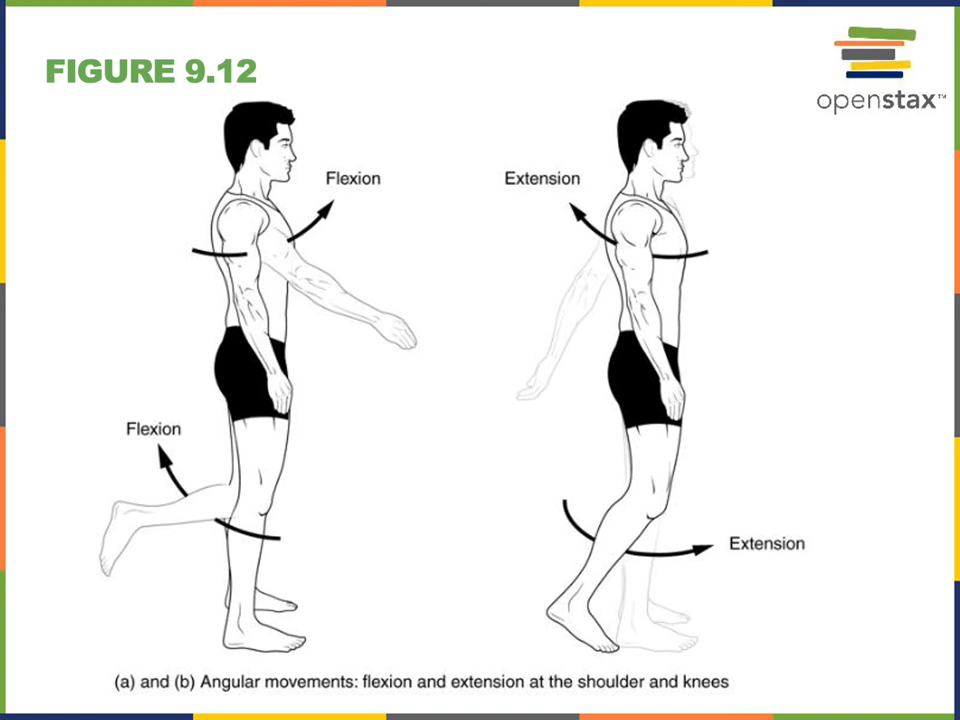 FIGURE 9.12
openstax™
Flexion
Extension
Flexion
Extension
(a) and (b) Angular movements: flexion and extension at the shoulder and knees